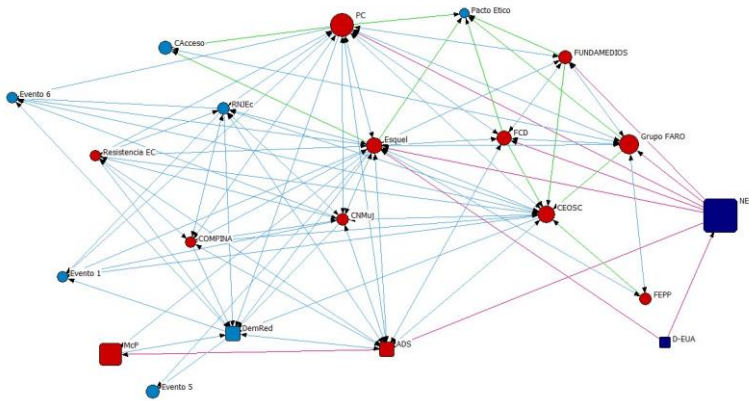 PC
Pacto Etico
CAcceso
FUNDAMEDIOS
Evento 6
RNJEc
FCD
Grupo FARO
Esquel
Resistencia EC
NE
CNMuj
CEOSC
COMPINA
Evento 1
FEPP
DemRed
D-EUA
McP
ADS
Evento 5